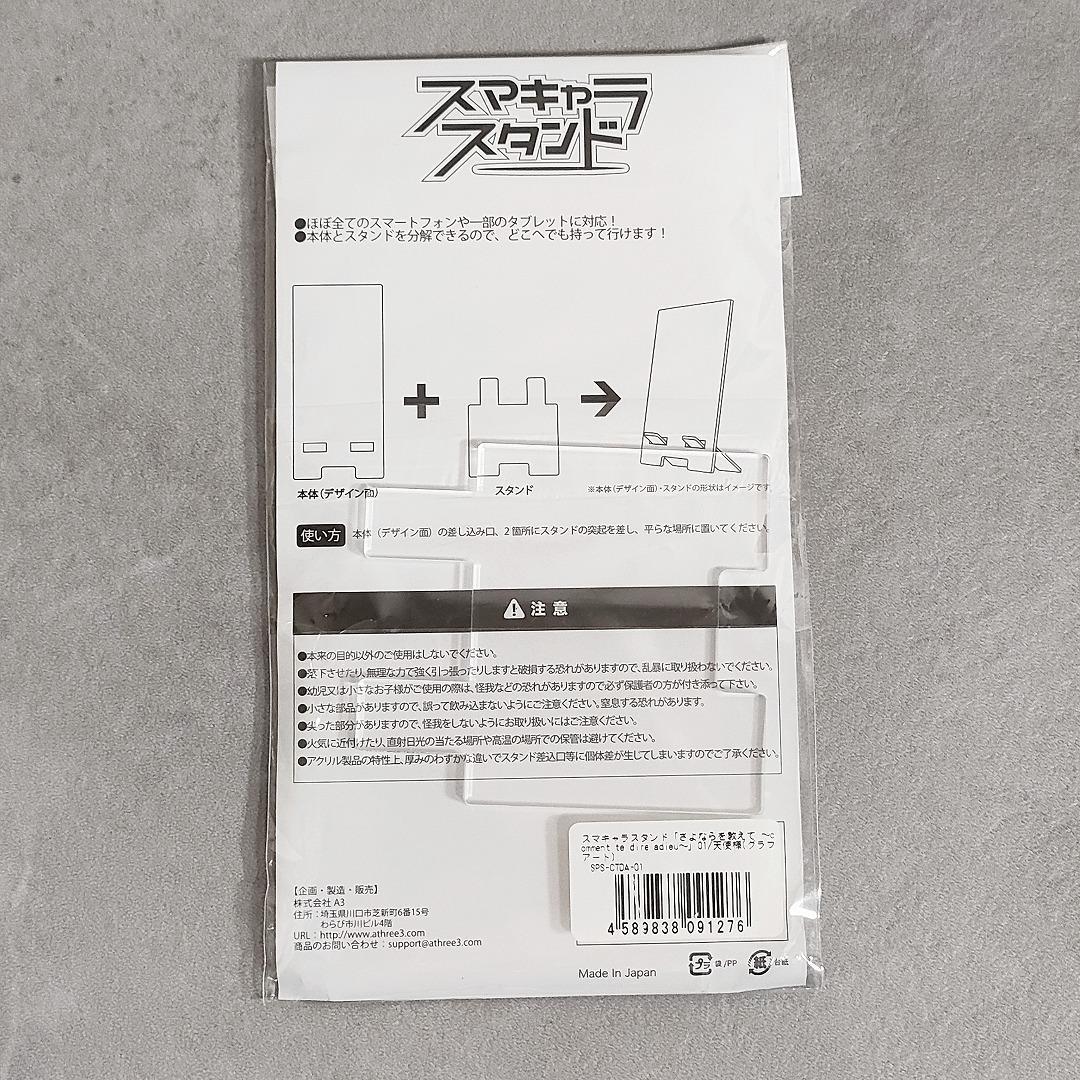 スマキャラ
スタンド
●ほぼ全てのスマートフォンや一部のタブレットに対応！
●本体とスタンドを分解できるので、どこへでも持って行けます！
本体（デザイン面）
スタンド
※本体（デザイン面）・スタンドの形状はイメージです。
使い方
本体（デザイン面）の差し込み口、2箇所にスタンドの突起を差し、平らな場所に置いてください。
注意
●本来の目的以外のご使用はしないでください。
●落下させたり、無理な力で強く引っ張ったりしますと破損する恐れがありますので、乱暴に取り扱わないでください。
●幼児又は小さなお子様がご使用の際は、怪我などの恐れがありますので必ず保護者の方が付き添って下さい。
●小さな部品がありますので、誤って飲み込まないようにご注意ください。窒息する恐れがあります。
●尖った部分がありますので、怪我をしないようにお取り扱いにはご注意ください。
●火気に近付けたり、直射日光の当たる場所や高温の場所での保管は避けてください。
●アクリル製品の特性上、厚みのわずかな違いでスタンド差込口等に個体差が生じてしまいますのでご了承ください。
スマキャラスタンド「さよならを教えて ～c
omment te dire adieu～」01/天使様(グラフ
アート)
SPS-CTDA-01
4 589838 091276
【企画・製造・販売】
株式会社 A3
住所：埼玉県川口市芝新町6番15号
わらび市川ビル4階
URL：http://www.athree3.com
商品のお問い合わせ：support@athree3.com
Made In Japan
プラ 袋/PP
紙 台紙